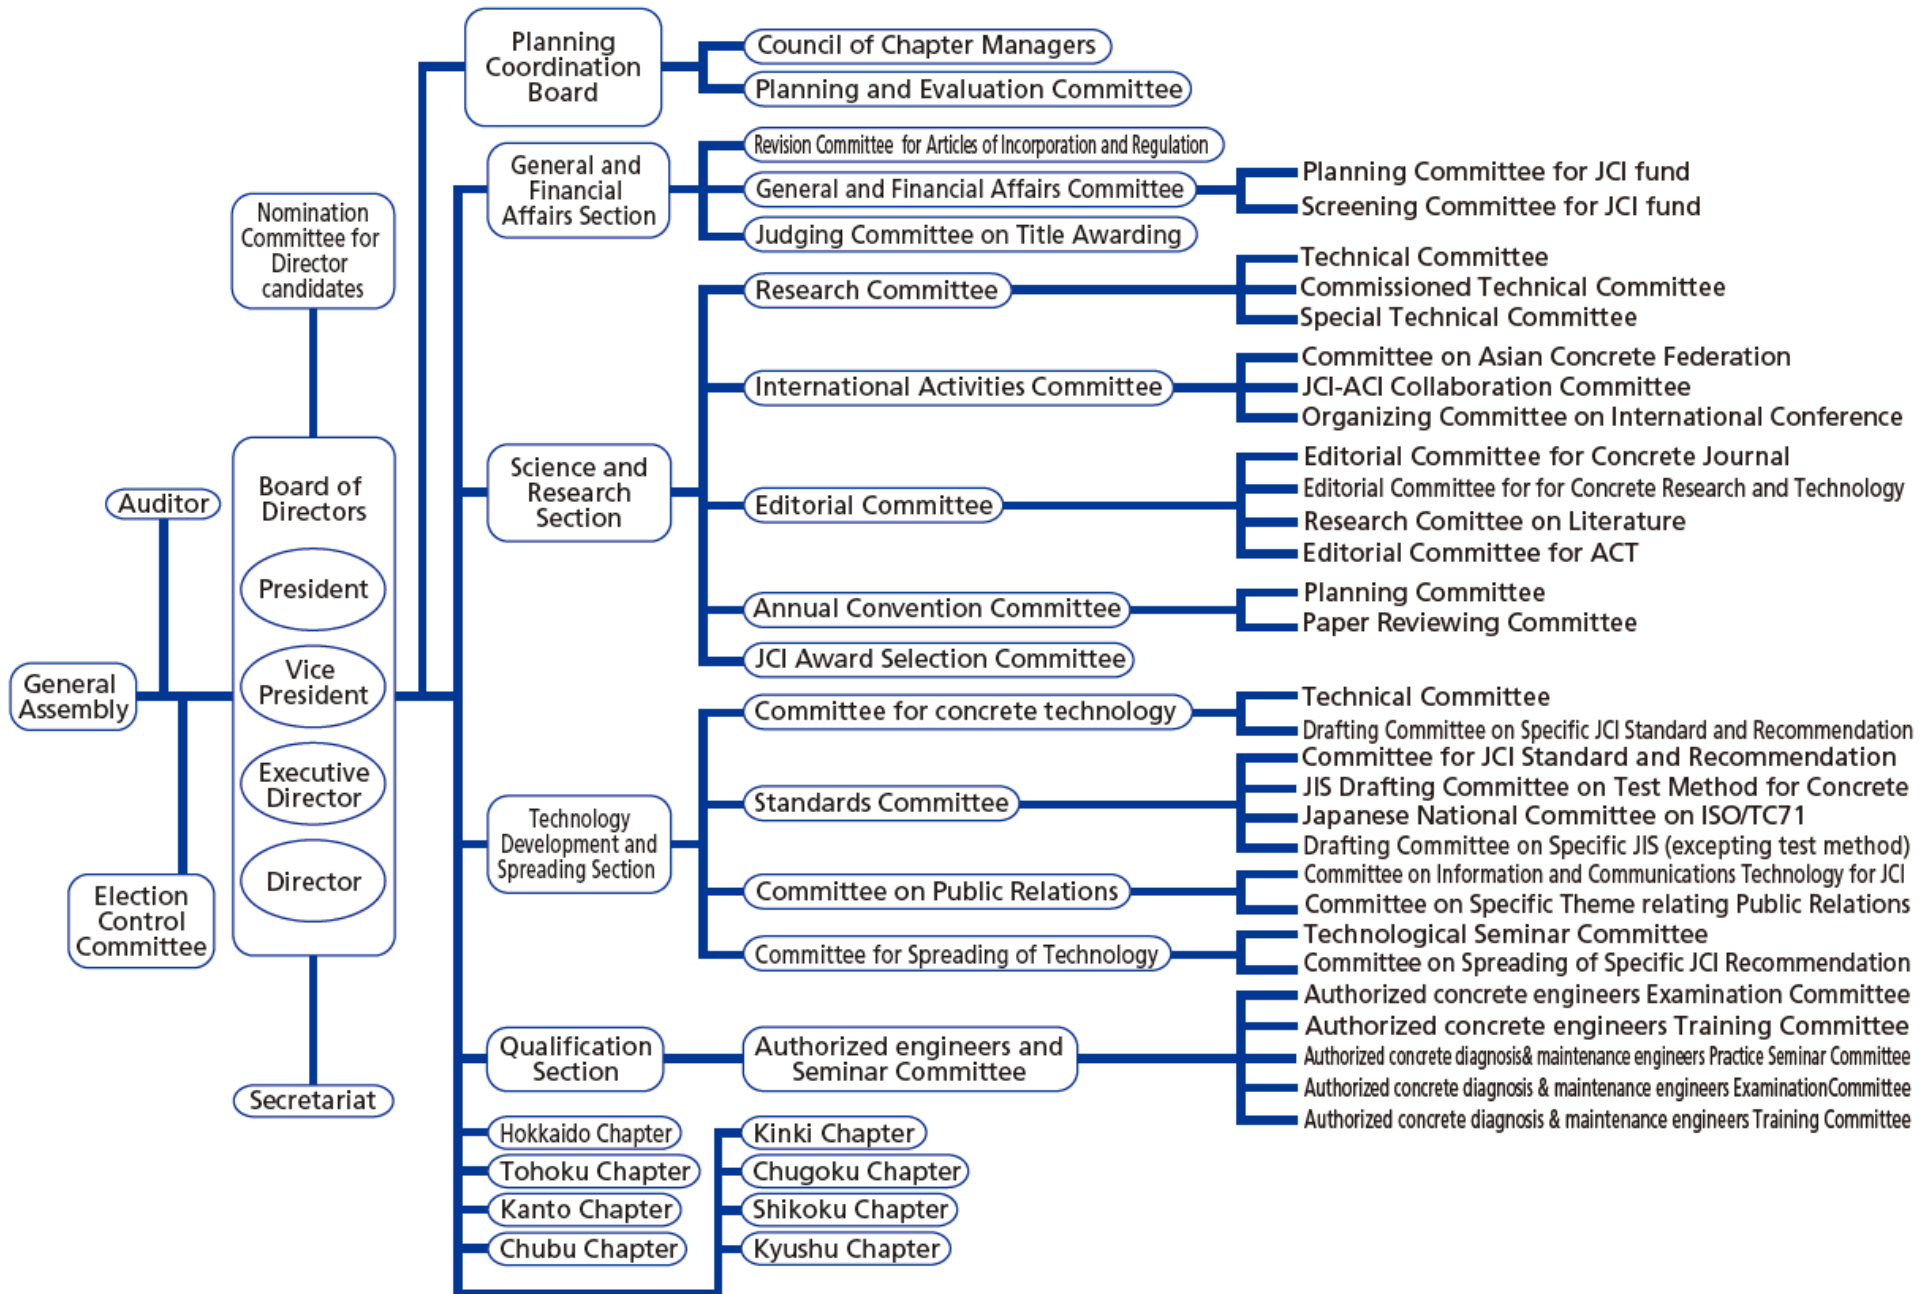 General
Assembly
Auditor
Election
Control
Committee
Nomination
Committee for
Director
candidates
Board of
Directors
President
Vice
President
Executive
Director
Director
Secretariat
Planning
Coordination
Board
Council of Chapter Managers
Planning and Evaluation Committee
General and
Financial
Affairs Section
Revision Committee for Articles of Incorporation and Regulation
General and Financial Affairs Committee
Planning Committee for JCI fund
Screening Committee for JCI fund
Judging Committee on Title Awarding
Science and
Research
Section
Research Committee
Technical Committee
Commissioned Technical Committee
Special Technical Committee
International Activities Committee
Committee on Asian Concrete Federation
JCI-ACI Collaboration Committee
Organizing Committee on International Conference
Editorial Committee
Editorial Committee for Concrete Journal
Editorial Committee for for Concrete Research and Technology
Research Comittee on Literature
Editorial Committee for ACT
Annual Convention Committee
Planning Committee
Paper Reviewing Committee
JCI Award Selection Committee
Technology
Development and
Spreading Section
Committee for concrete technology
Technical Committee
Drafting Committee on Specific JCI Standard and Recommendation
Standards Committee
Committee for JCI Standard and Recommendation
JIS Drafting Committee on Test Method for Concrete
Japanese National Committee on ISO/TC71
Drafting Committee on Specific JIS (excepting test method)
Committee on Public Relations
Committee on Information and Communications Technology for JCI
Committee on Specific Theme relating Public Relations
Committee for Spreading of Technology
Technological Seminar Committee
Committee on Spreading of Specific JCI Recommendation
Qualification
Section
Authorized engineers and
Seminar Committee
Authorized concrete engineers Examination Committee
Authorized concrete engineers Training Committee
Authorized concrete diagnosis& maintenance engineers Practice Seminar Committee
Authorized concrete diagnosis & maintenance engineers ExaminationCommittee
Authorized concrete diagnosis & maintenance engineers Training Committee
Hokkaido Chapter
Tohoku Chapter
Kanto Chapter
Chubu Chapter
Kinki Chapter
Chugoku Chapter
Shikoku Chapter
Kyushu Chapter